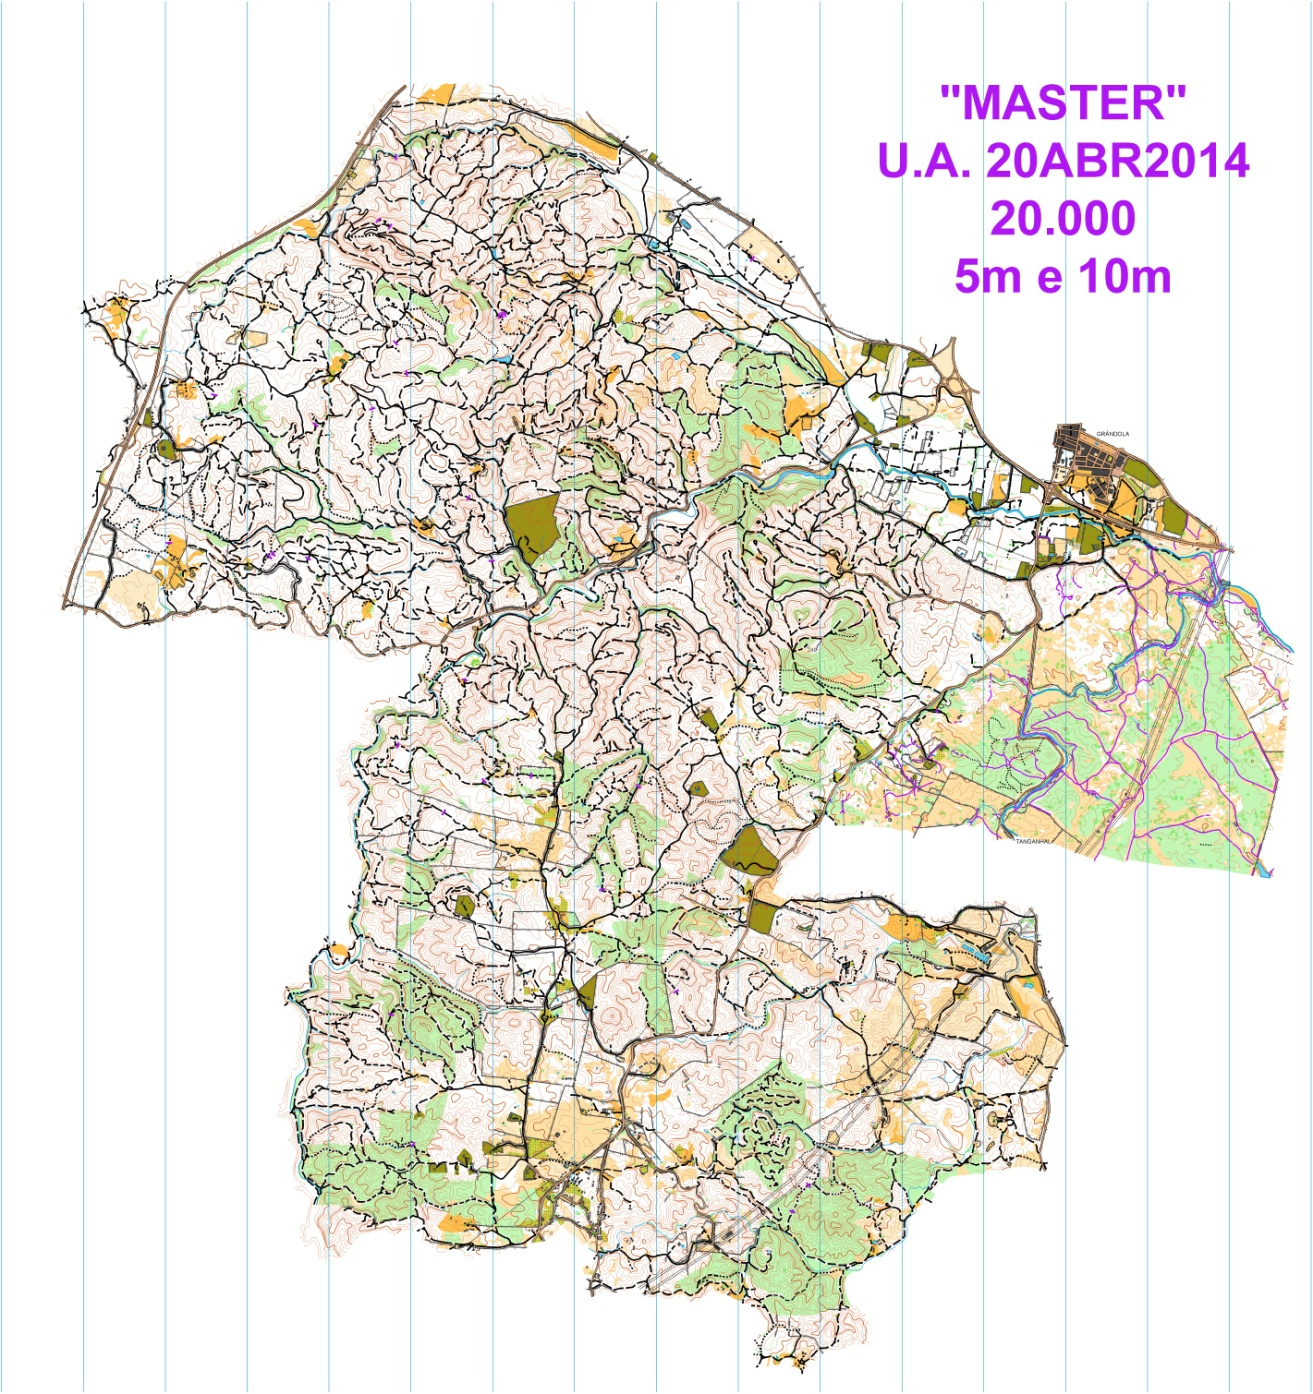 "MASTER"
U.A. 20ABR2014
20.000
5m e 10m
GRÂNDOLA
TANGANHAL